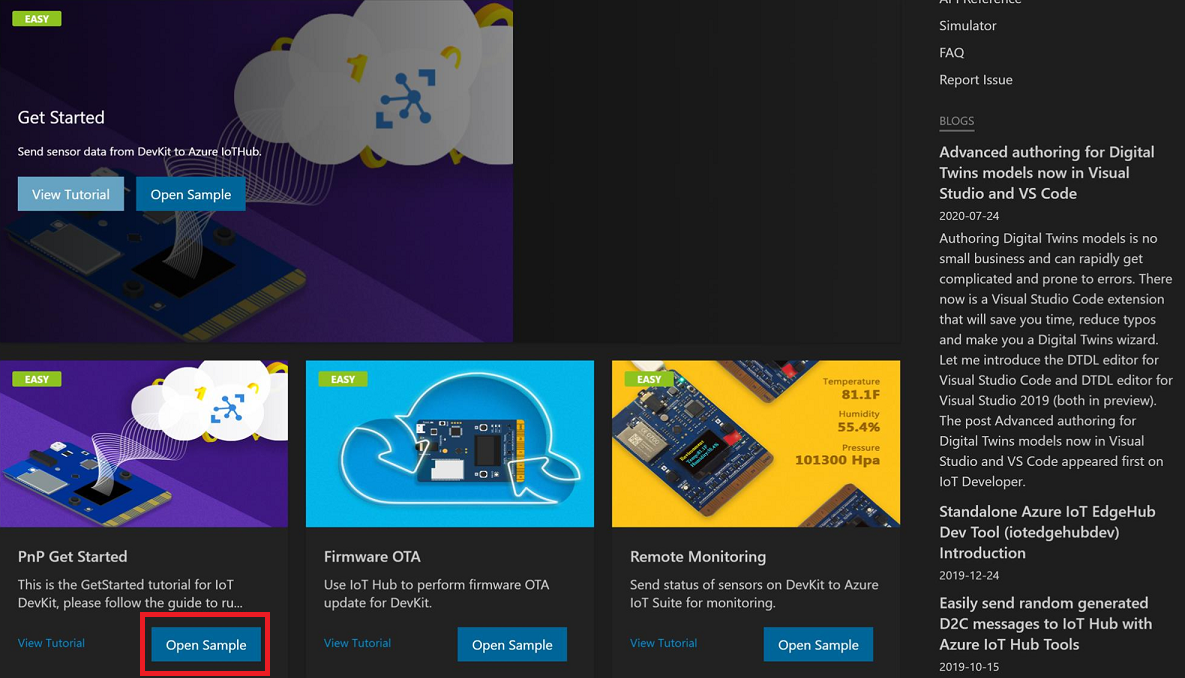 EASY
Get Started
Send sensor data from DevKit to Azure IoTHub.
View Tutorial
Open Sample
EASY
PnP Get Started
This is the GetStarted tutorial for IoT
DevKit, please follow the guide to ru...
View Tutorial
Open Sample
EASY
Firmware OTA
Use IoT Hub to perform firmware OTA
update for DevKit.
View Tutorial
Open Sample
EASY
Temperature
81.1F
Humidity
55.4%
Pressure
101300 Hpa
Remote Monitoring
Send status of sensors on DevKit to Azure
IoT Suite for monitoring.
View Tutorial
Open Sample
API Reference
Simulator
FAQ
Report Issue
BLOGS
Advanced authoring for Digital
Twins models now in Visual
Studio and VS Code
2020-07-24
Authoring Digital Twins models is no
small business and can rapidly get
complicated and prone to errors. There
now is a Visual Studio Code extension
that will save you time, reduce typos
and make you a Digital Twins wizard.
Let me introduce the DTDL editor for
Visual Studio Code and DTDL editor for
Visual Studio 2019 (both in preview).
The post Advanced authoring for
Digital Twins models now in Visual
Studio and VS Code appeared first on
IoT Developer.
Standalone Azure IoT EdgeHub
Dev Tool (iotedgehubdev)
Introduction
2019-12-24
Easily send random generated
D2C messages to IoT Hub with
Azure IoT Hub Tools
2019-10-15